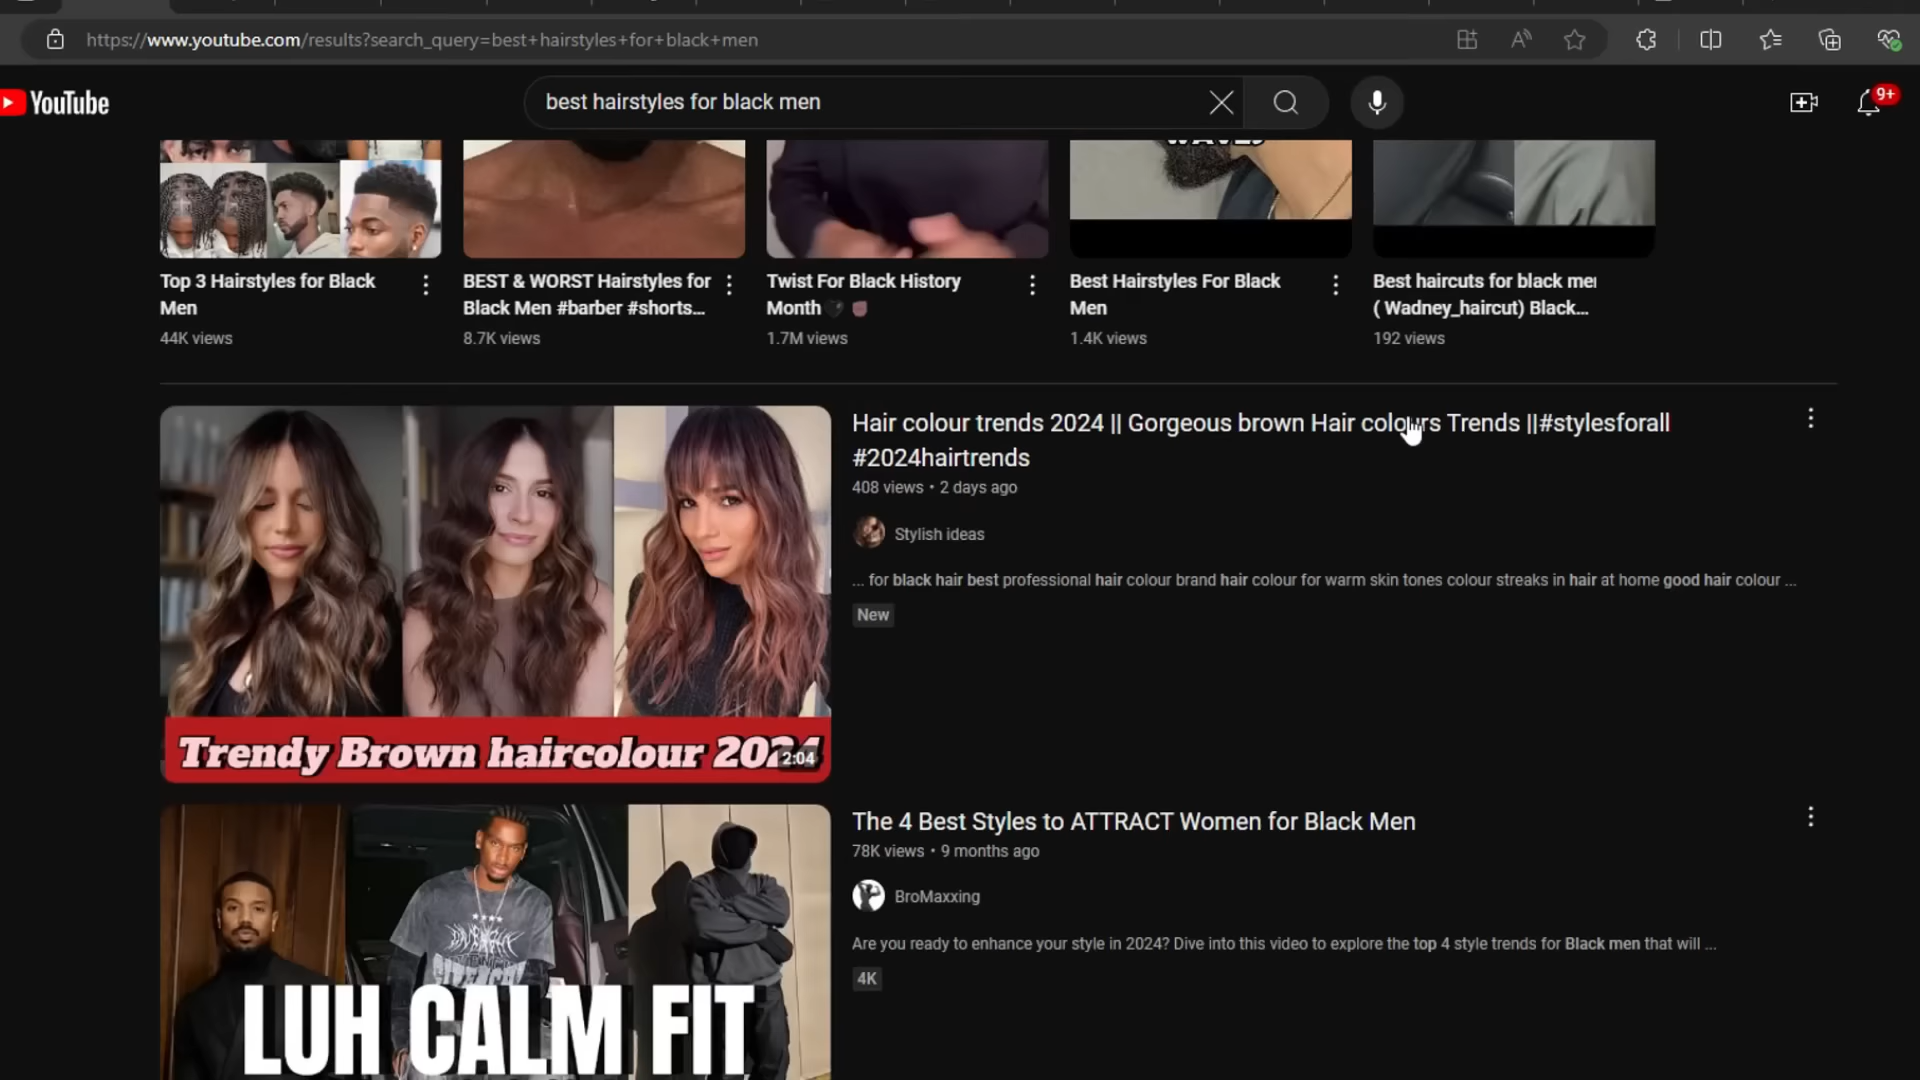 https://www.youtube.com/results?search_query=best+hairstyles+for+black+men
YouTube
best hairstyles for black men
9+
WAVES
Top 3 Hairstyles for Black
Men
44K views
BEST & WORST Hairstyles for
Black Men #barber #shorts...
8.7K views
Twist For Black History
Month
1.7M views
Best Hairstyles For Black
Men
1.4K views
Best haircuts for black men
( Wadney_haircut) Black...
192 views
Trendy Brown haircolour 2024
2:04
Hair colour trends 2024 || Gorgeous brown Hair colours Trends ||#stylesforall
#2024hairtrends
408 views • 2 days ago
Stylish ideas
... for black hair best professional hair colour brand hair colour for warm skin tones colour streaks in hair at home good hair colour ...
New
LUH CALM FIT
The 4 Best Styles to ATTRACT Women for Black Men
78K views • 9 months ago
BroMaxxing
Are you ready to enhance your style in 2024? Dive into this video to explore the top 4 style trends for Black men that will ...
4K